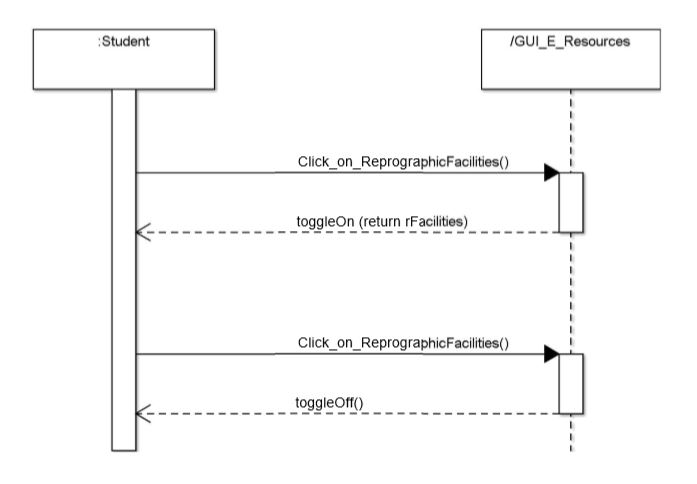 :Student
/GUI_E_Resources
Click_on_ReprographicFacilities()
toggleOn (return rFacilities)
Click_on_ReprographicFacilities()
toggleOff()